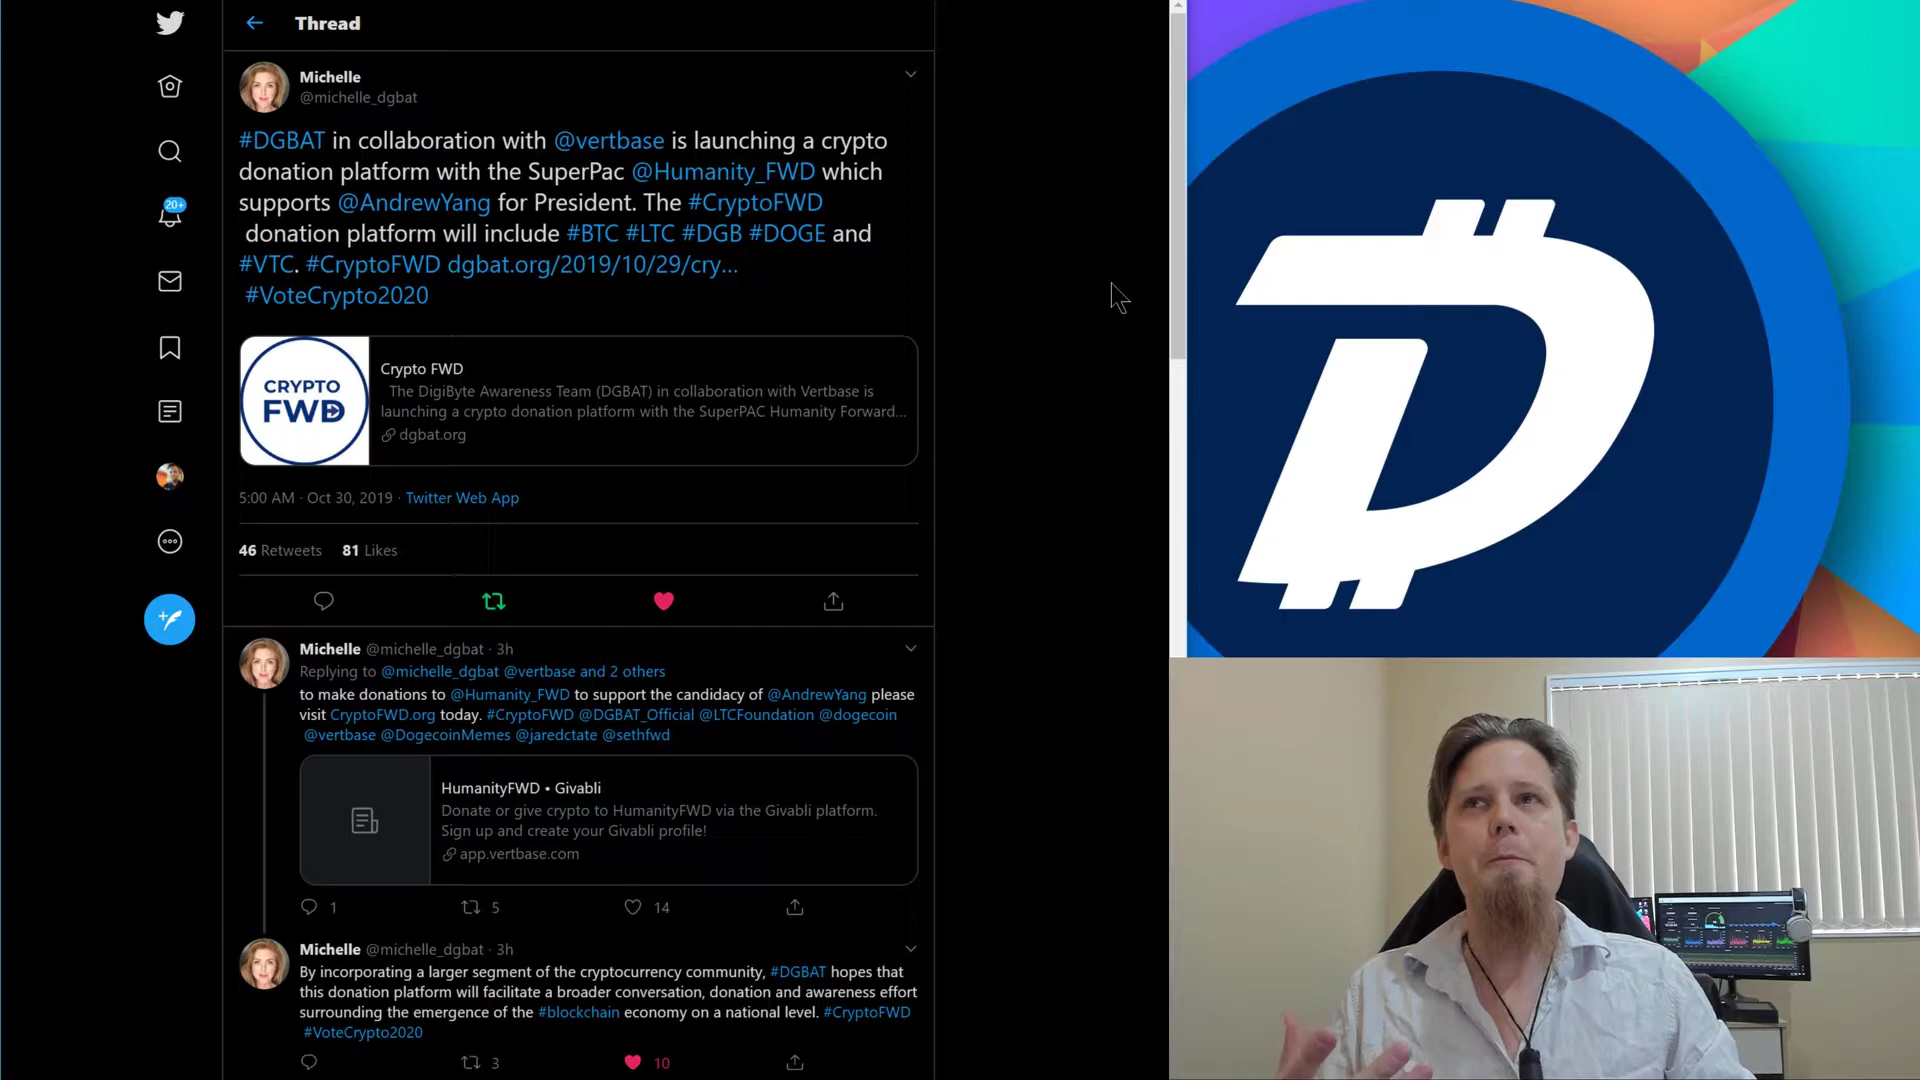 Thread
Michelle
@michelle_dgbat
#DGBAT in collaboration with @vertbase is launching a crypto
donation platform with the SuperPac @Humanity_FWD which
supports @AndrewYang for President. The #CryptoFWD
donation platform will include #BTC #LTC #DGB #DOGE and
#VTC. #CryptoFWD dgbat.org/2019/10/29/cry...
#VoteCrypto2020
CRYPTO
FWD
Crypto FWD
The DigiByte Awareness Team (DGBAT) in collaboration with Vertbase is
launching a crypto donation platform with the SuperPAC Humanity Forward...
dgbat.org
5:00 AM · Oct 30, 2019 · Twitter Web App
46 Retweets 81 Likes
Michelle @michelle_dgbat · 3h
Replying to @michelle_dgbat @vertbase and 2 others
to make donations to @Humanity_FWD to support the candidacy of @AndrewYang please
visit CryptoFWD.org today. #CryptoFWD @DGBAT_Official @LTCFoundation @dogecoin
@vertbase @DogecoinMemes @jaredctate @sethfwd
HumanityFWD • Givabli
Donate or give crypto to HumanityFWD via the Givabli platform.
Sign up and create your Givabli profile!
app.vertbase.com
1 5 14
Michelle @michelle_dgbat · 3h
By incorporating a larger segment of the cryptocurrency community, #DGBAT hopes that
this donation platform will facilitate a broader conversation, donation and awareness effort
surrounding the emergence of the #blockchain economy on a national level. #CryptoFWD
#VoteCrypto2020
3 10
20+